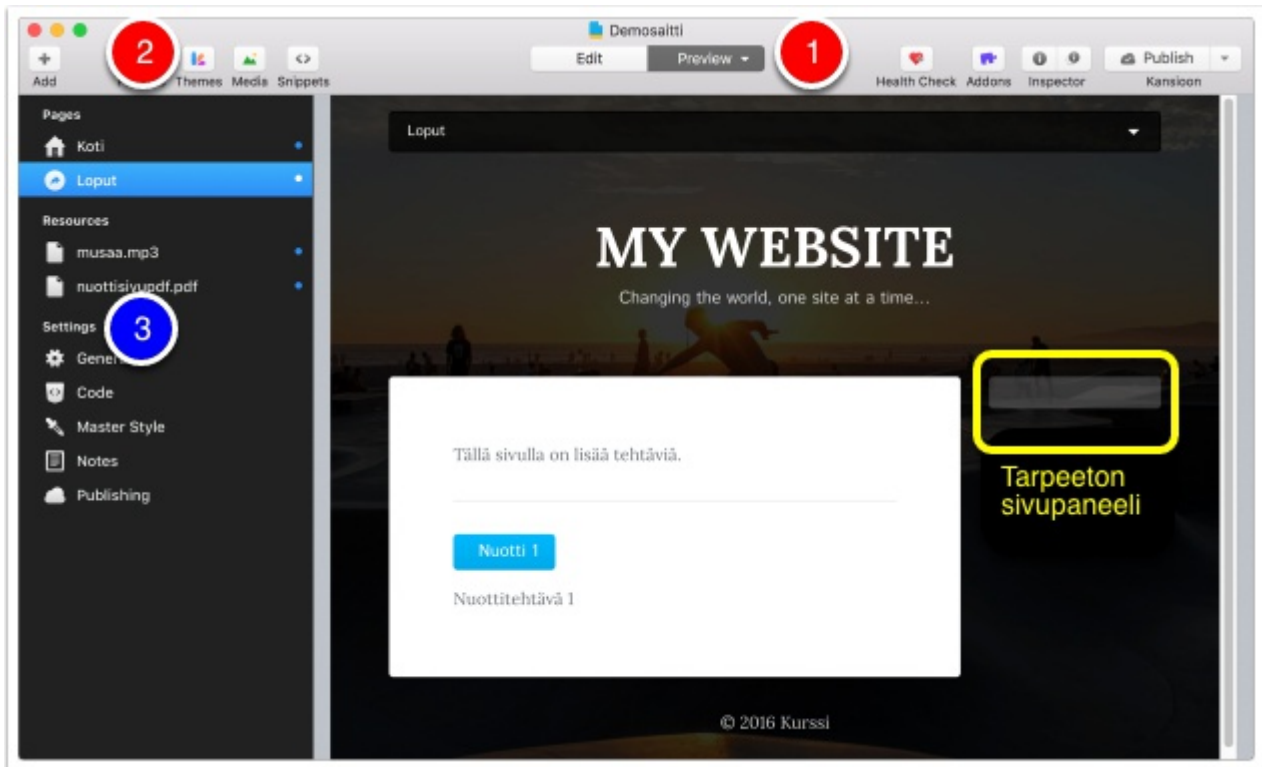 Demosaitti
2
1
Edit
Preview
Publish
Add
Themes
Media
Snippets
Health Check
Addons
Inspector
Kansioon
Pages
Koti
Loput
Resources
musaa.mp3
nuottisivupdf.pdf
Settings
3
Code
Master Style
Notes
Publishing
Loput
MY WEBSITE
Changing the world, one site at a time...
Tällä sivulla on lisää tehtäviä.
Nuotti 1
Nuottitehtävä 1
Tarpeeton
sivupaneeli
© 2016 Kurssi